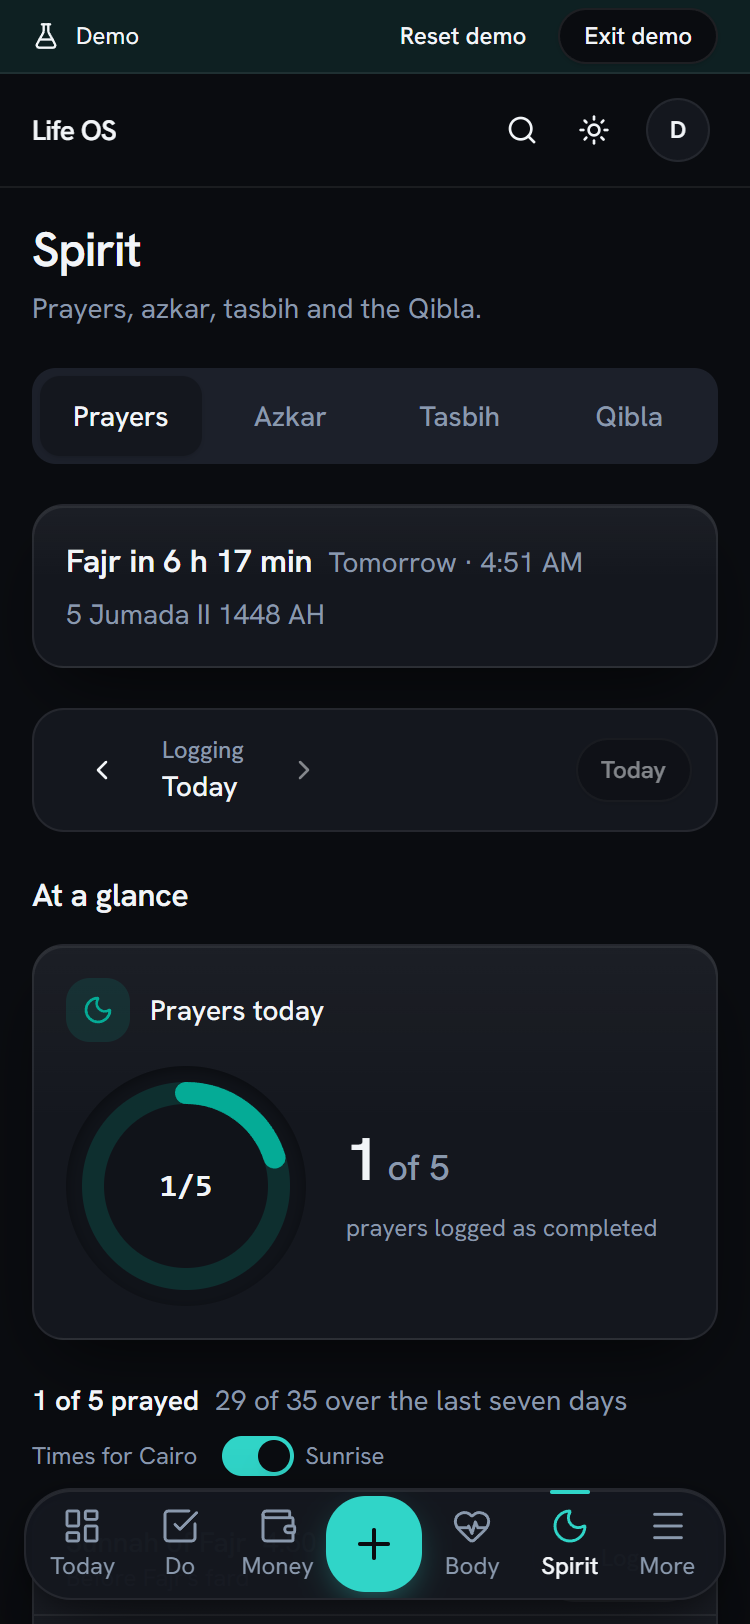 Demo
Reset demo
Exit demo
Life OS
D
Spirit
Prayers, azkar, tasbih and the Qibla.
Prayers
Azkar
Tasbih
Qibla
Fajr in 6 h 17 min Tomorrow · 4:51 AM
5 Jumada II 1448 AH
Logging
Today
Today
At a glance
Prayers today
1/5
1 of 5
prayers logged as completed
1 of 5 prayed 29 of 35 over the last seven days
Times for Cairo
Sunrise
Today
Do
Money
Body
Spirit
More